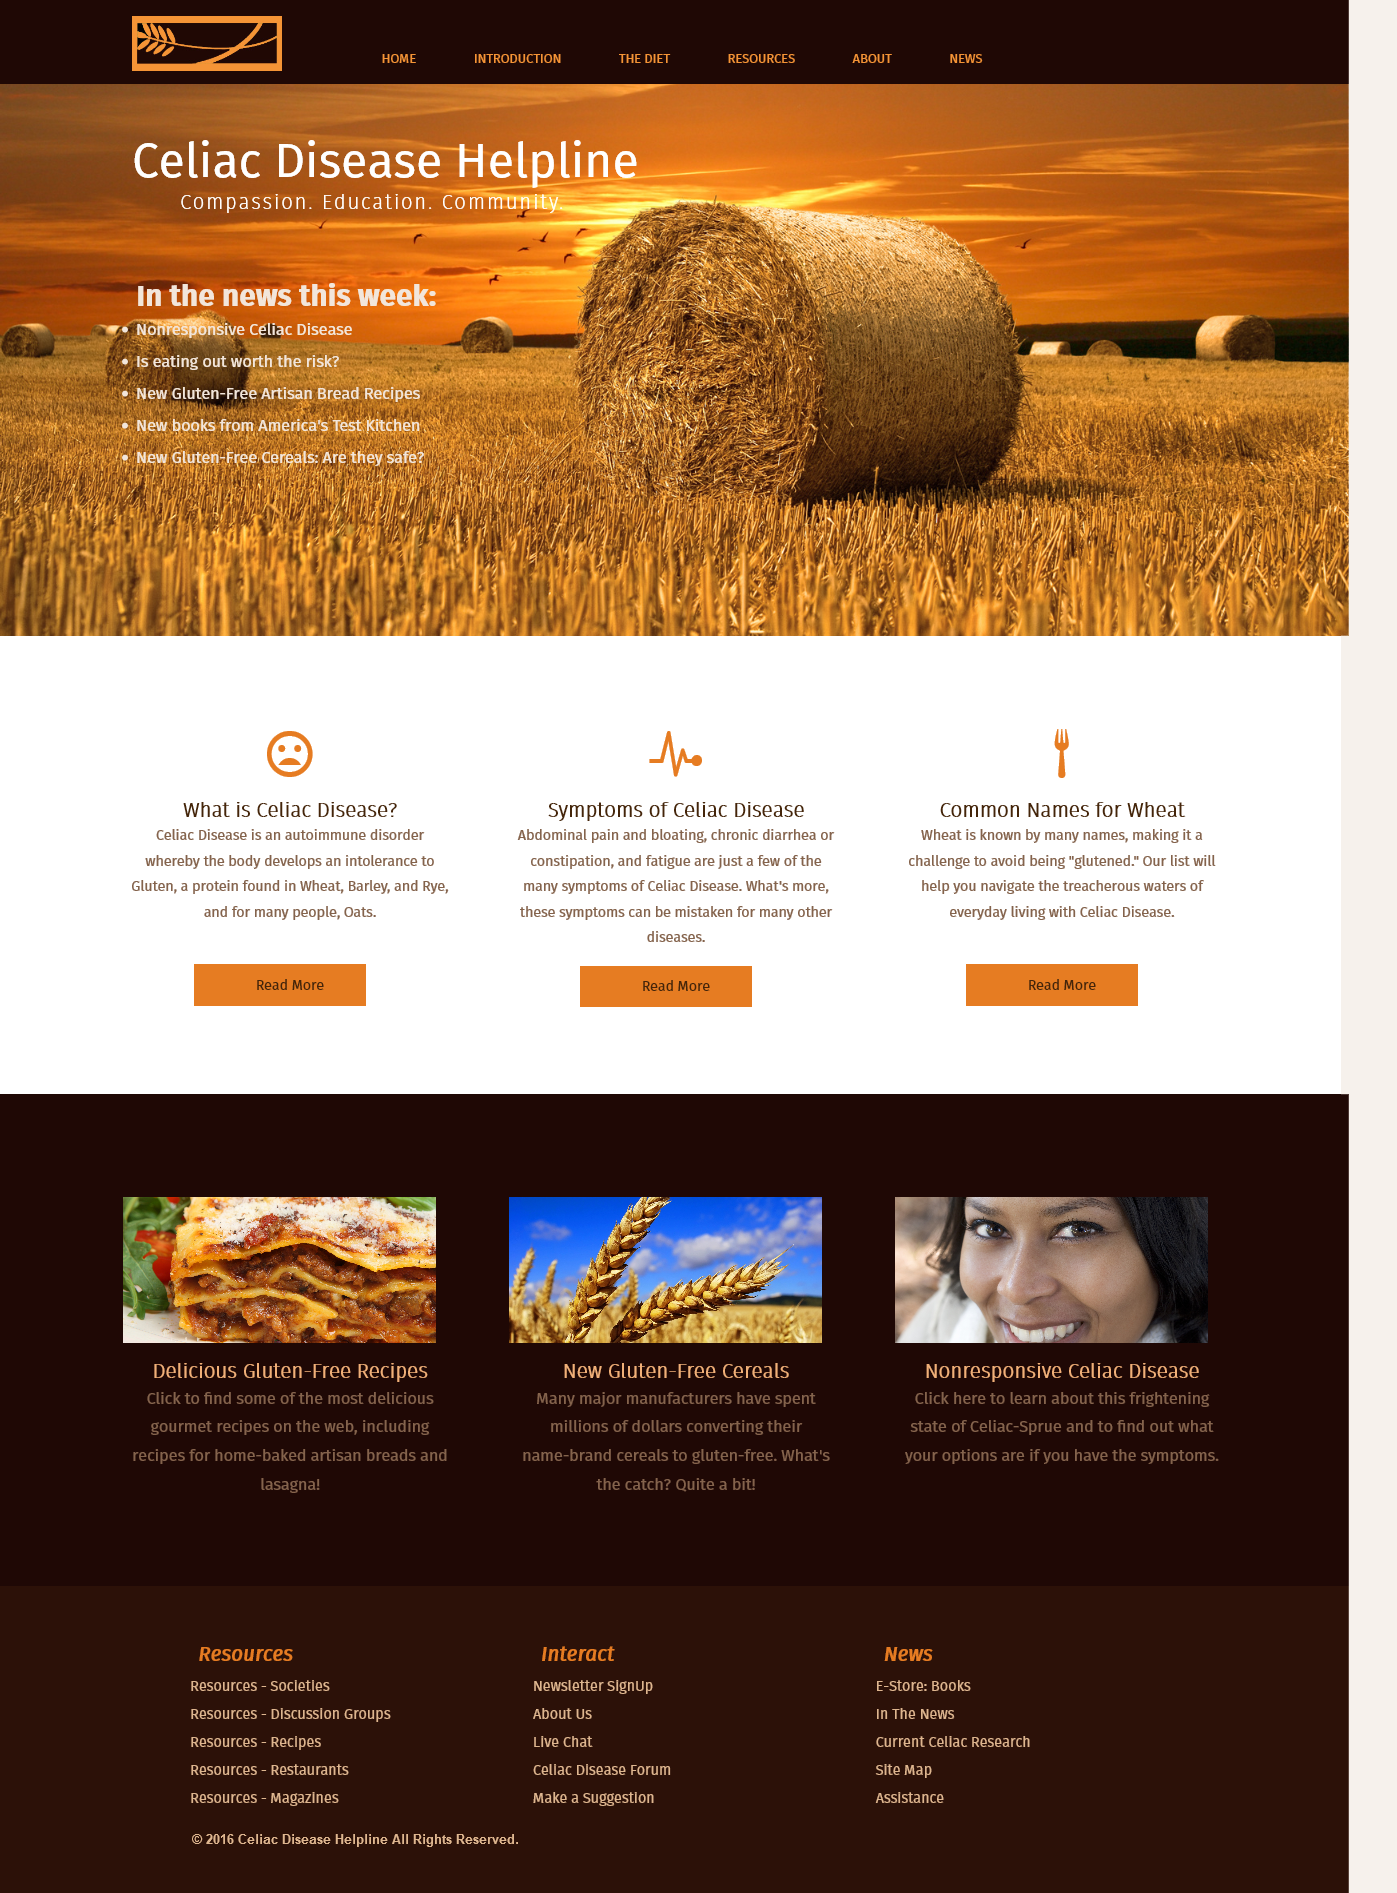 HOME INTRODUCTION THE DIET RESOURCES ABOUT NEWS
Celiac Disease Helpline
Compassion. Education. Community.
In the news this week:
• Nonresponsive Celiac Disease
• Is eating out worth the risk?
• New Gluten-Free Artisan Bread Recipes
• New books from America's Test Kitchen
• New Gluten-Free Cereals: Are they safe?
What is Celiac Disease?
Celiac Disease is an autoimmune disorder
whereby the body develops an intolerance to
Gluten, a protein found in Wheat, Barley, and Rye,
and for many people, Oats.
Read More
Symptoms of Celiac Disease
Abdominal pain and bloating, chronic diarrhea or
constipation, and fatigue are just a few of the
many symptoms of Celiac Disease. What's more,
these symptoms can be mistaken for many other
diseases.
Read More
Common Names for Wheat
Wheat is known by many names, making it a
challenge to avoid being "glutened." Our list will
help you navigate the treacherous waters of
everyday living with Celiac Disease.
Read More
Delicious Gluten-Free Recipes
Click to find some of the most delicious
gourmet recipes on the web, including
recipes for home-baked artisan breads and
lasagna!
New Gluten-Free Cereals
Many major manufacturers have spent
millions of dollars converting their
name-brand cereals to gluten-free. What's
the catch? Quite a bit!
Nonresponsive Celiac Disease
Click here to learn about this frightening
state of Celiac-Sprue and to find out what
your options are if you have the symptoms.
Resources
Resources - Societies
Resources - Discussion Groups
Resources - Recipes
Resources - Restaurants
Resources - Magazines
Interact
Newsletter SignUp
About Us
Live Chat
Celiac Disease Forum
Make a Suggestion
News
E-Store: Books
In The News
Current Celiac Research
Site Map
Assistance
© 2016 Celiac Disease Helpline All Rights Reserved.